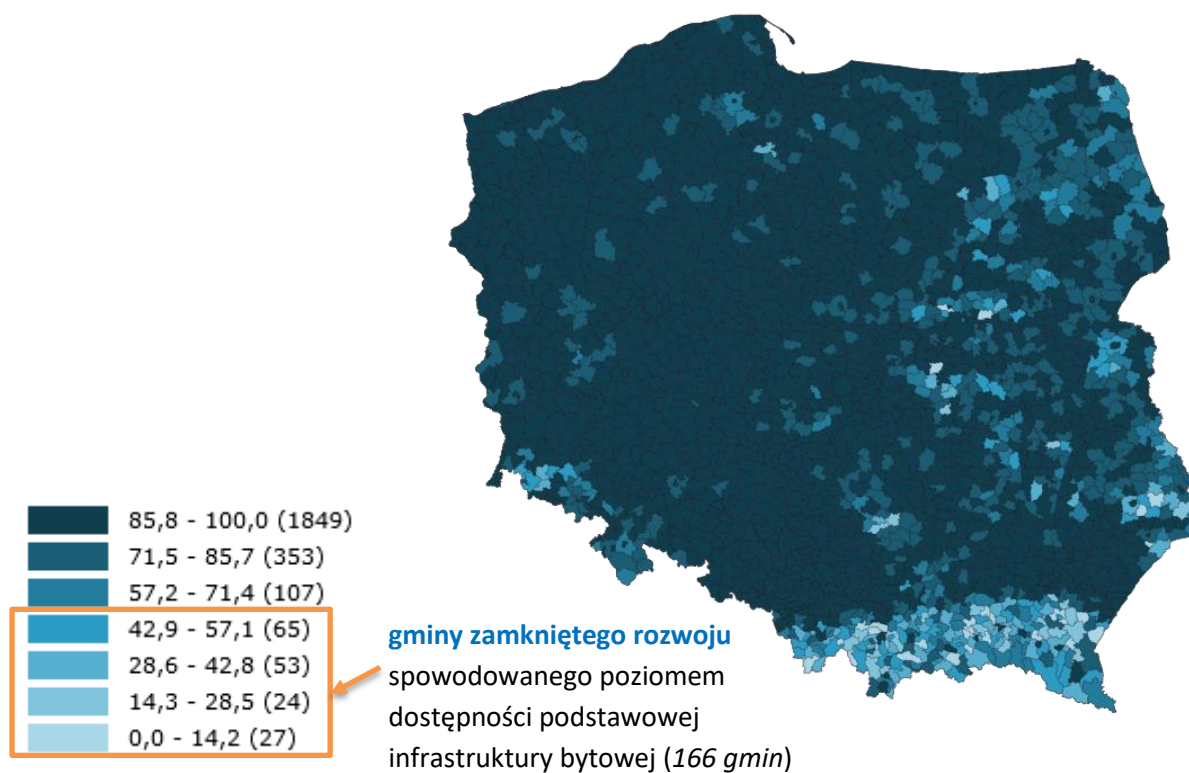 85,8 - 100,0 (1849)
71,5 - 85,7 (353)
57,2 - 71,4 (107)
42,9 - 57,1 (65)
28,6 - 42,8 (53)
14,3 - 28,5 (24)
0,0 - 14,2 (27)
gminy zamkniętego rozwoju
spowodowanego poziomem
dostępności podstawowej
infrastruktury bytowej (166 gmin)